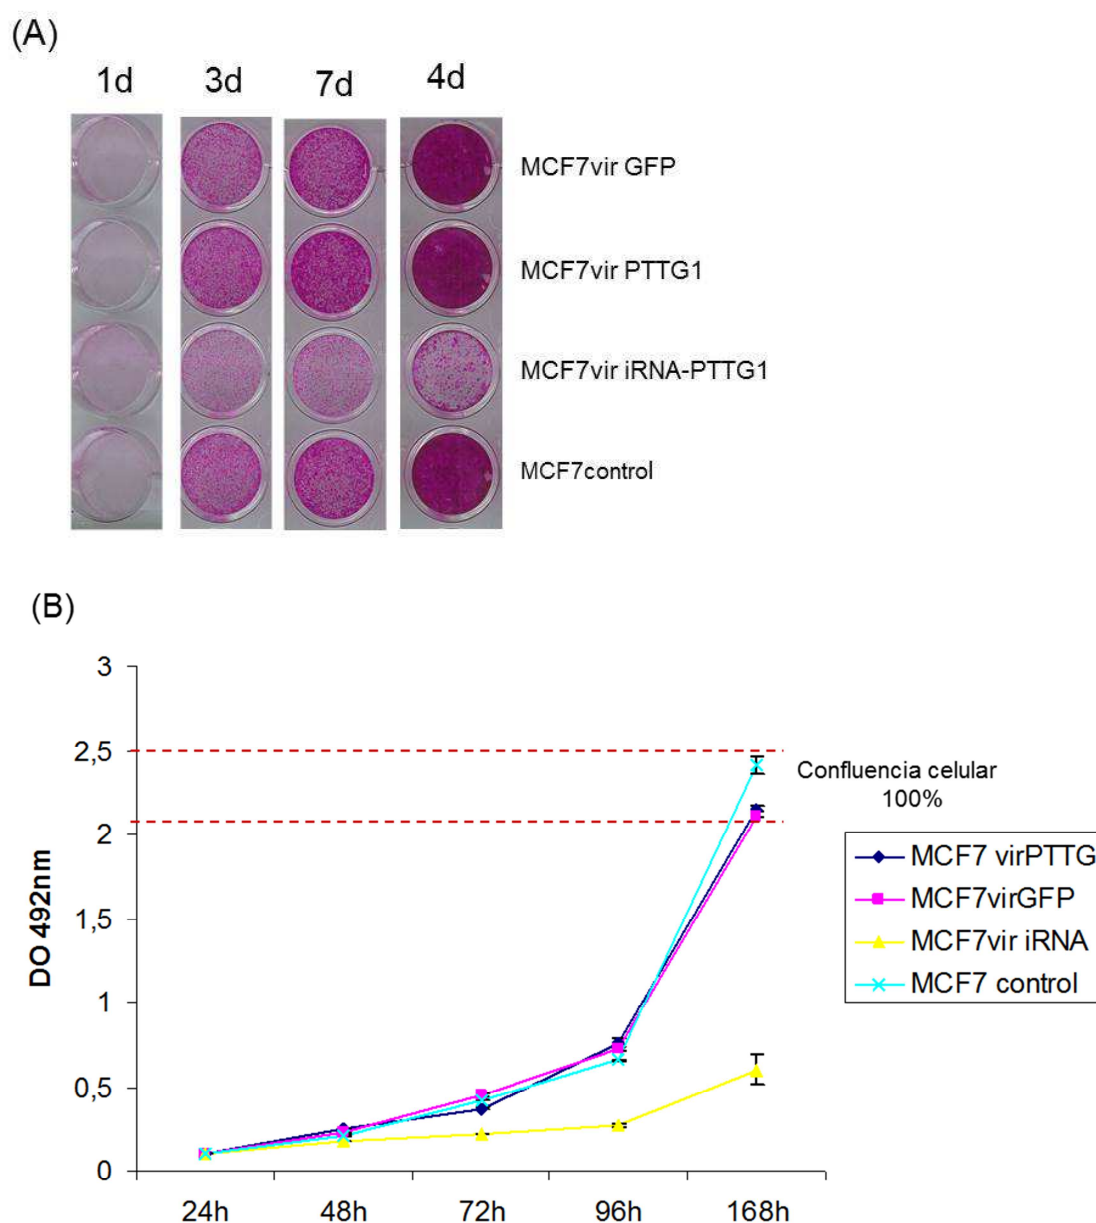 (A)
1d 3d 7d 4d
MCF7vir GFP
MCF7vir PTTG1
MCF7vir iRNA-PTTG1
MCF7control
(B)
3
2,5
2
1,5
1
0,5
0
DO 492nm
24h 48h 72h 96h 168h
Confluencia celular
100%
MCF7 virPTTG
MCF7virGFP
MCF7vir iRNA
MCF7 control